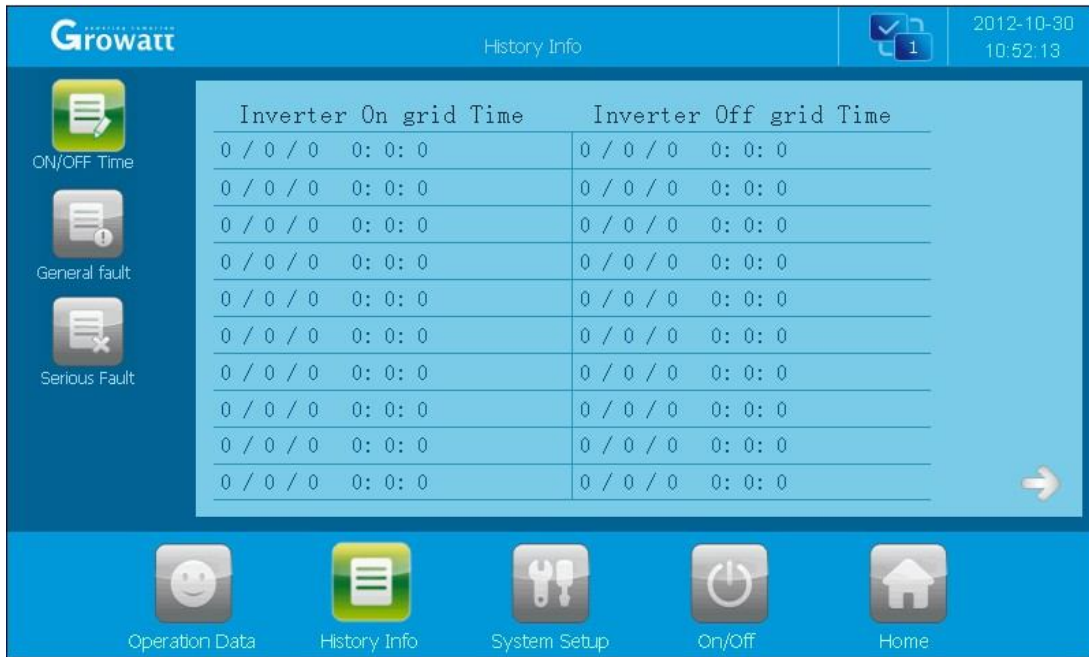 Growatt
History Info
1
2012-10-30
10:52:13
ON/OFF Time
General fault
Serious Fault
Inverter On grid Time Inverter Off grid Time
0 / 0 / 0 0: 0: 0 0 / 0 / 0 0: 0: 0
0 / 0 / 0 0: 0: 0 0 / 0 / 0 0: 0: 0
0 / 0 / 0 0: 0: 0 0 / 0 / 0 0: 0: 0
0 / 0 / 0 0: 0: 0 0 / 0 / 0 0: 0: 0
0 / 0 / 0 0: 0: 0 0 / 0 / 0 0: 0: 0
0 / 0 / 0 0: 0: 0 0 / 0 / 0 0: 0: 0
0 / 0 / 0 0: 0: 0 0 / 0 / 0 0: 0: 0
0 / 0 / 0 0: 0: 0 0 / 0 / 0 0: 0: 0
0 / 0 / 0 0: 0: 0 0 / 0 / 0 0: 0: 0
0 / 0 / 0 0: 0: 0 0 / 0 / 0 0: 0: 0
Operation Data History Info System Setup On/Off Home